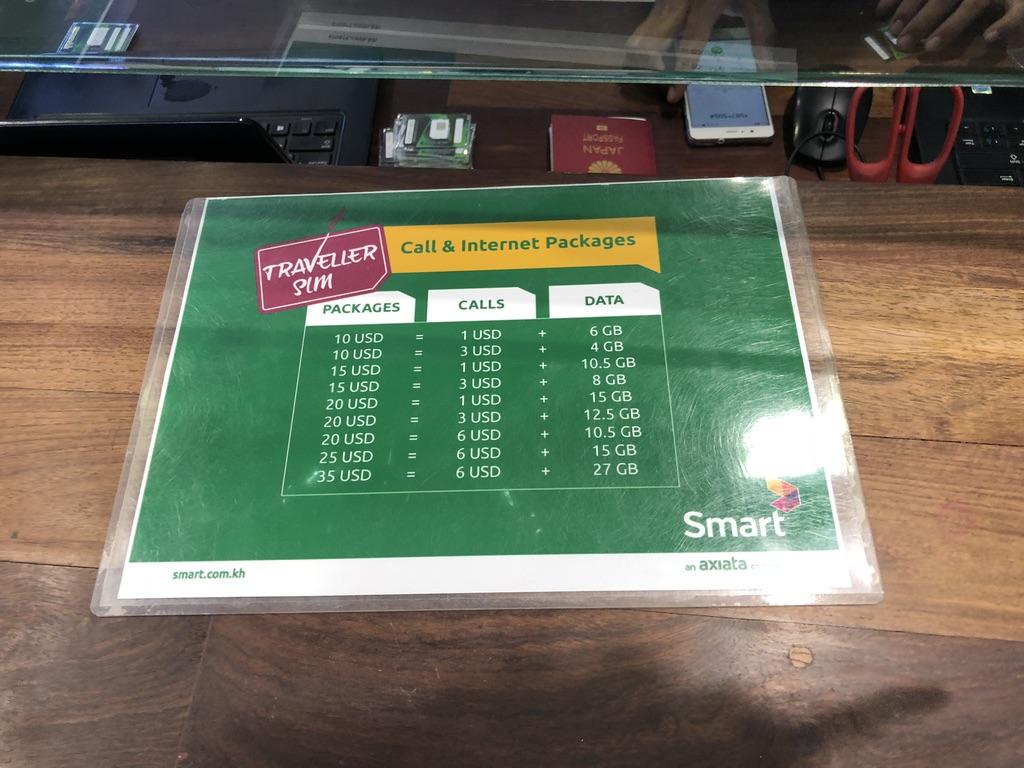 JAPAN
PASSPORT
TRAVELLER
SIM
Call & Internet Packages
PACKAGES CALLS DATA
10 USD = 1 USD + 6 GB
10 USD = 3 USD + 4 GB
15 USD = 1 USD + 10.5 GB
15 USD = 3 USD + 8 GB
20 USD = 1 USD + 15 GB
20 USD = 3 USD + 12.5 GB
20 USD = 6 USD + 10.5 GB
25 USD = 6 USD + 15 GB
35 USD = 6 USD + 27 GB
Smart
smart.com.kh
an axiata